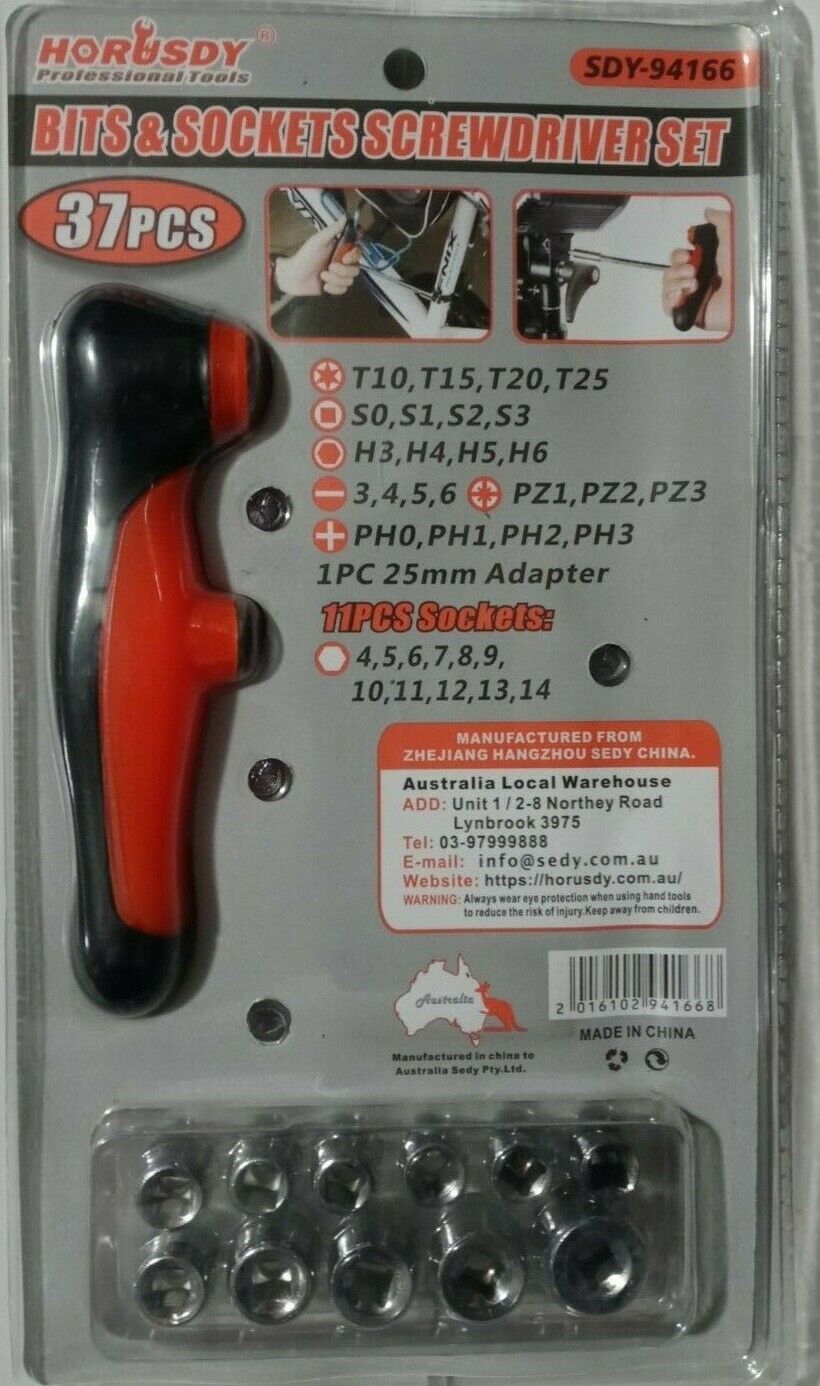 HORUSDY®
Professional Tools
SDY-94166
BITS & SOCKETS SCREWDRIVER SET
37PCS
T10,T15,T20,T25
S0,S1,S2,S3
H3,H4,H5,H6
3,4,5,6 PZ1,PZ2,PZ3
PH0,PH1,PH2,PH3
1PC 25mm Adapter
11PCS Sockets:
4,5,6,7,8,9,
10,11,12,13,14
MANUFACTURED FROM
ZHEJIANG HANGZHOU SEDY CHINA.
Australia Local Warehouse
ADD: Unit 1 / 2-8 Northey Road
Lynbrook 3975
Tel: 03-97999888
E-mail: info@sedy.com.au
Website: https://horusdy.com.au/
WARNING: Always wear eye protection when using hand tools
to reduce the risk of injury.Keep away from children.
Australia
Manufactured in china to
Australia Sedy Pty.Ltd.
2 016102 941668
MADE IN CHINA